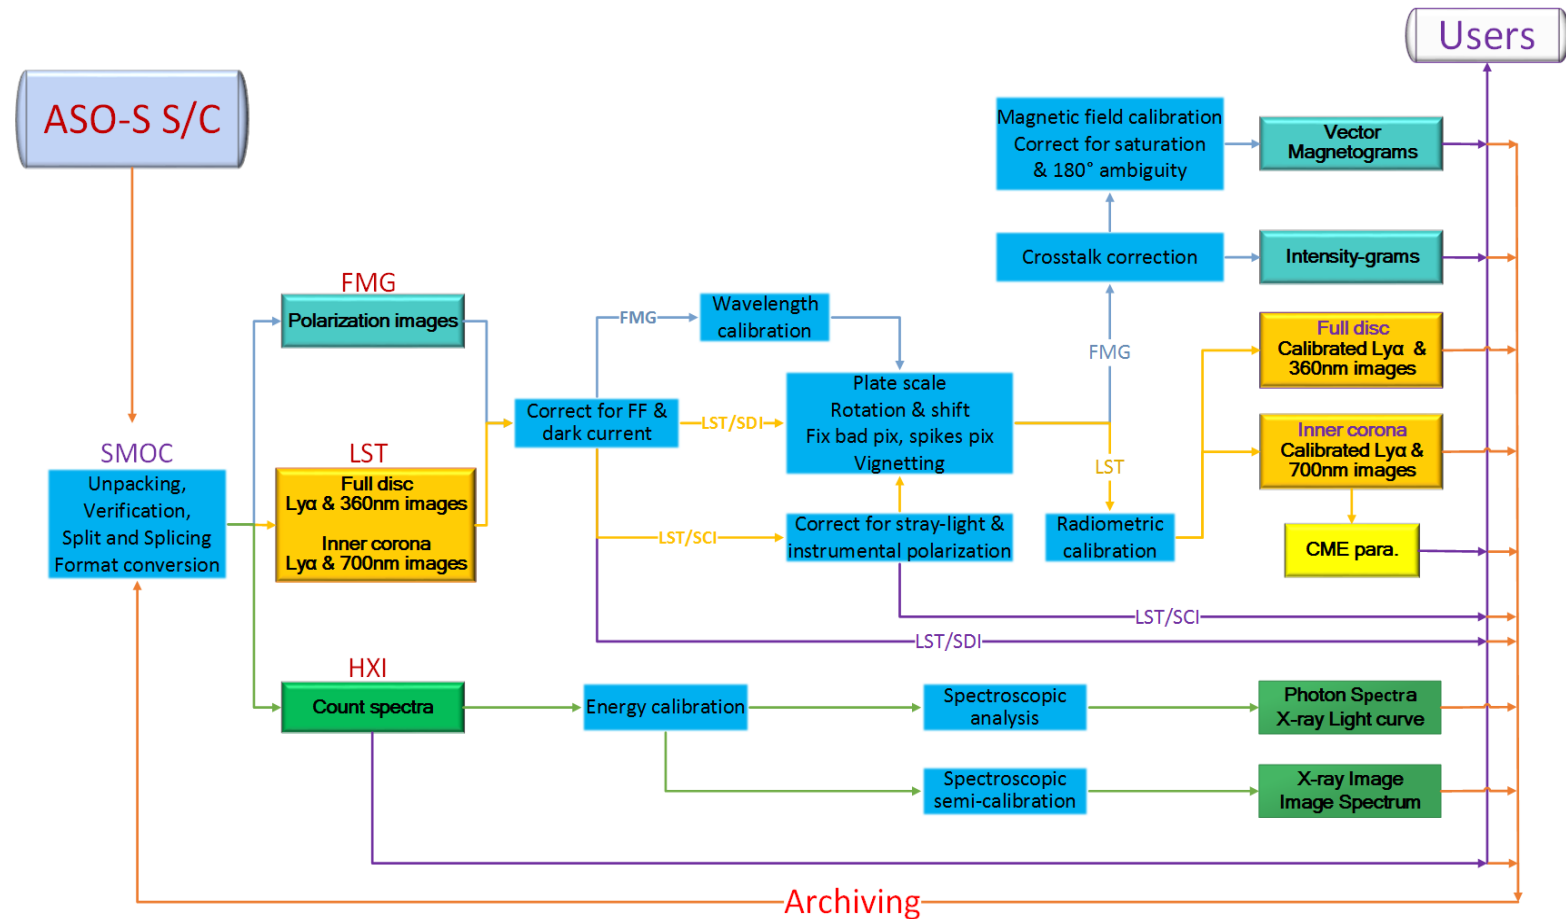 Users
ASO-S S/C
Magnetic field calibration
Correct for saturation
& 180° ambiguity
Vector
Magnetograms
Crosstalk correction
Intensity-grams
FMG
Polarization images
FMG
Wavelength
calibration
FMG
Full disc
Calibrated Lyα &
360nm images
Plate scale
Rotation & shift
Fix bad pix, spikes pix
Vignetting
Correct for FF &
dark current
LST/SDI
Inner corona
Calibrated Lyα &
700nm images
SMOC
Unpacking,
Verification,
Split and Splicing
Format conversion
LST
Full disc
Lyα & 360nm images
Inner corona
Lyα & 700nm images
LST
LST/SCI
Correct for stray-light &
instrumental polarization
Radiometric
calibration
CME para.
LST/SCI
LST/SDI
HXI
Count spectra
Energy calibration
Spectroscopic
analysis
Photon Spectra
X-ray Light curve
Spectroscopic
semi-calibration
X-ray Image
Image Spectrum
Archiving